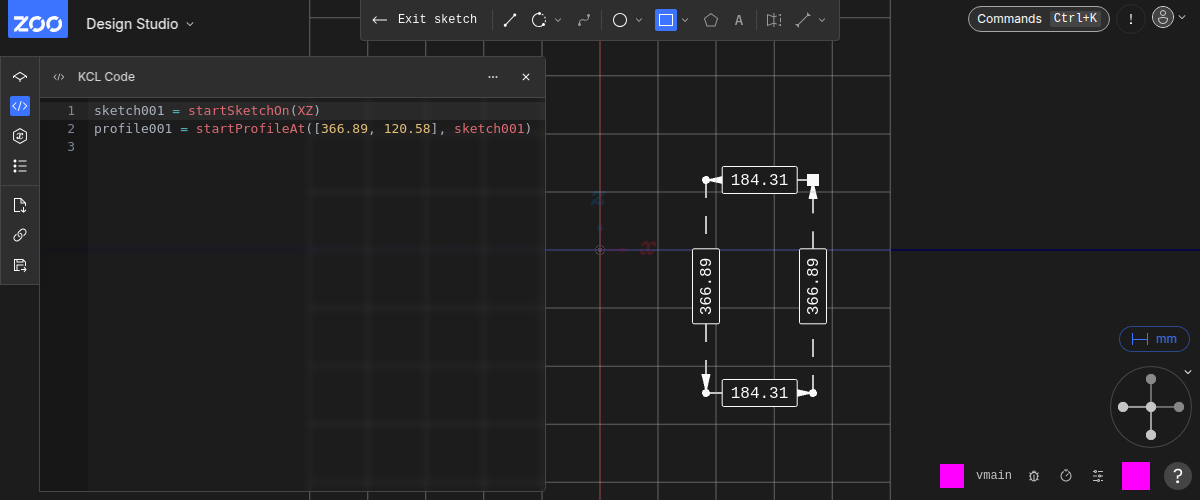 ZOO
Design Studio
Exit sketch
A
Commands Ctrl+K
!
KCL Code
1 sketch001 = startSketchOn(XZ)
2 profile001 = startProfileAt([366.89, 120.58], sketch001)
3
184.31
z
x
366.89
366.89
184.31
mm
vmain
?